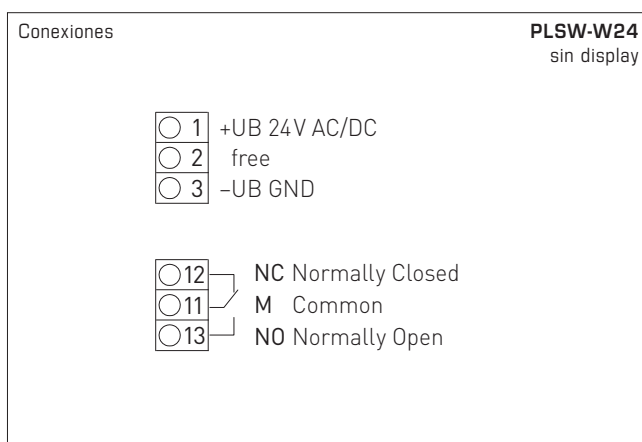 Conexiones PLSW-W24
sin display
1 +UB 24V AC/DC
2 free
3 –UB GND
12 NC Normally Closed
11 M Common
13 NO Normally Open